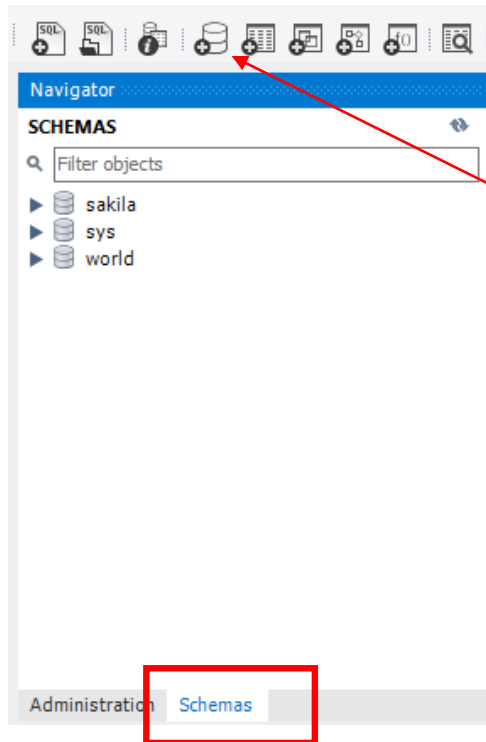 SQL SQL f()
Navigator
SCHEMAS
Filter objects
sakila
sys
world
Administration Schemas